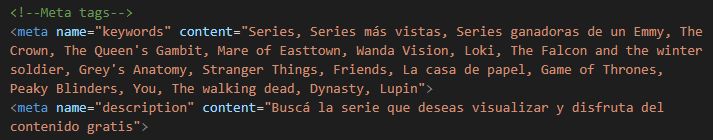 <!--Meta tags-->
<meta name="keywords" content="Series, Series más vistas, Series ganadoras de un Emmy, The
Crown, The Queen's Gambit, Mare of Easttown, Wanda Vision, Loki, The Falcon and the winter
soldier, Grey's Anatomy, Stranger Things, Friends, La casa de papel, Game of Thrones,
Peaky Blinders, You, The walking dead, Dynasty, Lupin">
<meta name="description" content="Buscá la serie que deseas visualizar y disfruta del
contenido gratis">